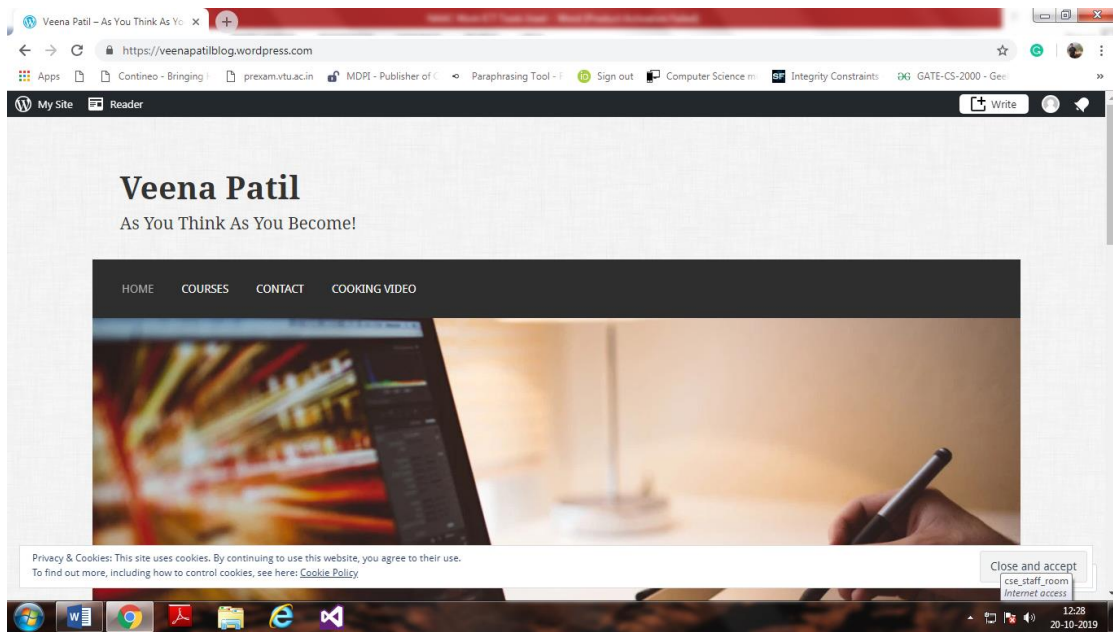 Veena Patil – As You Think As Yo
https://veenapatilblog.wordpress.com
Apps Contineo - Bringing prexam.vtu.ac.in MDPI - Publisher of Paraphrasing Tool - Sign out Computer Science m SF Integrity Constraints GATE-CS-2000 - Gee
My Site Reader Write
Veena Patil
As You Think As You Become!
HOME COURSES CONTACT COOKING VIDEO
Privacy & Cookies: This site uses cookies. By continuing to use this website, you agree to their use.
To find out more, including how to control cookies, see here: Cookie Policy
Close and accept
cse_staff_room
Internet access
12:28
20-10-2019